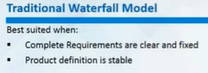 Traditional Waterfall Model
Best suited when:
▪ Complete Requirements are clear and fixed
▪ Product definition is stable